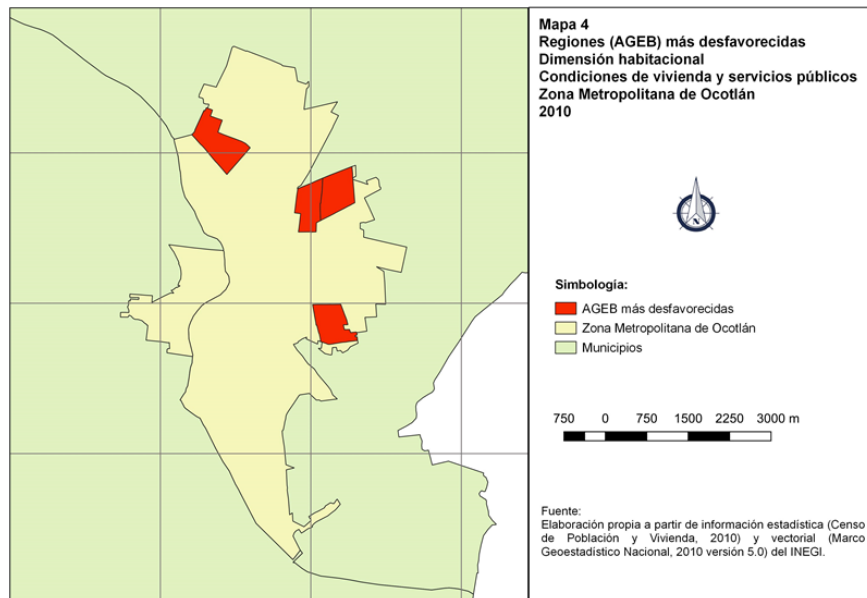 Mapa 4
Regiones (AGEB) más desfavorecidas
Dimensión habitacional
Condiciones de vivienda y servicios públicos
Zona Metropolitana de Ocotlán
2010
N
Simbología:
AGEB más desfavorecidas
Zona Metropolitana de Ocotlán
Municipios
750 0 750 1500 2250 3000 m
Fuente:
Elaboración propia a partir de información estadística (Censo
de Población y Vivienda, 2010) y vectorial (Marco
Geoestadístico Nacional, 2010 versión 5.0) del INEGI.